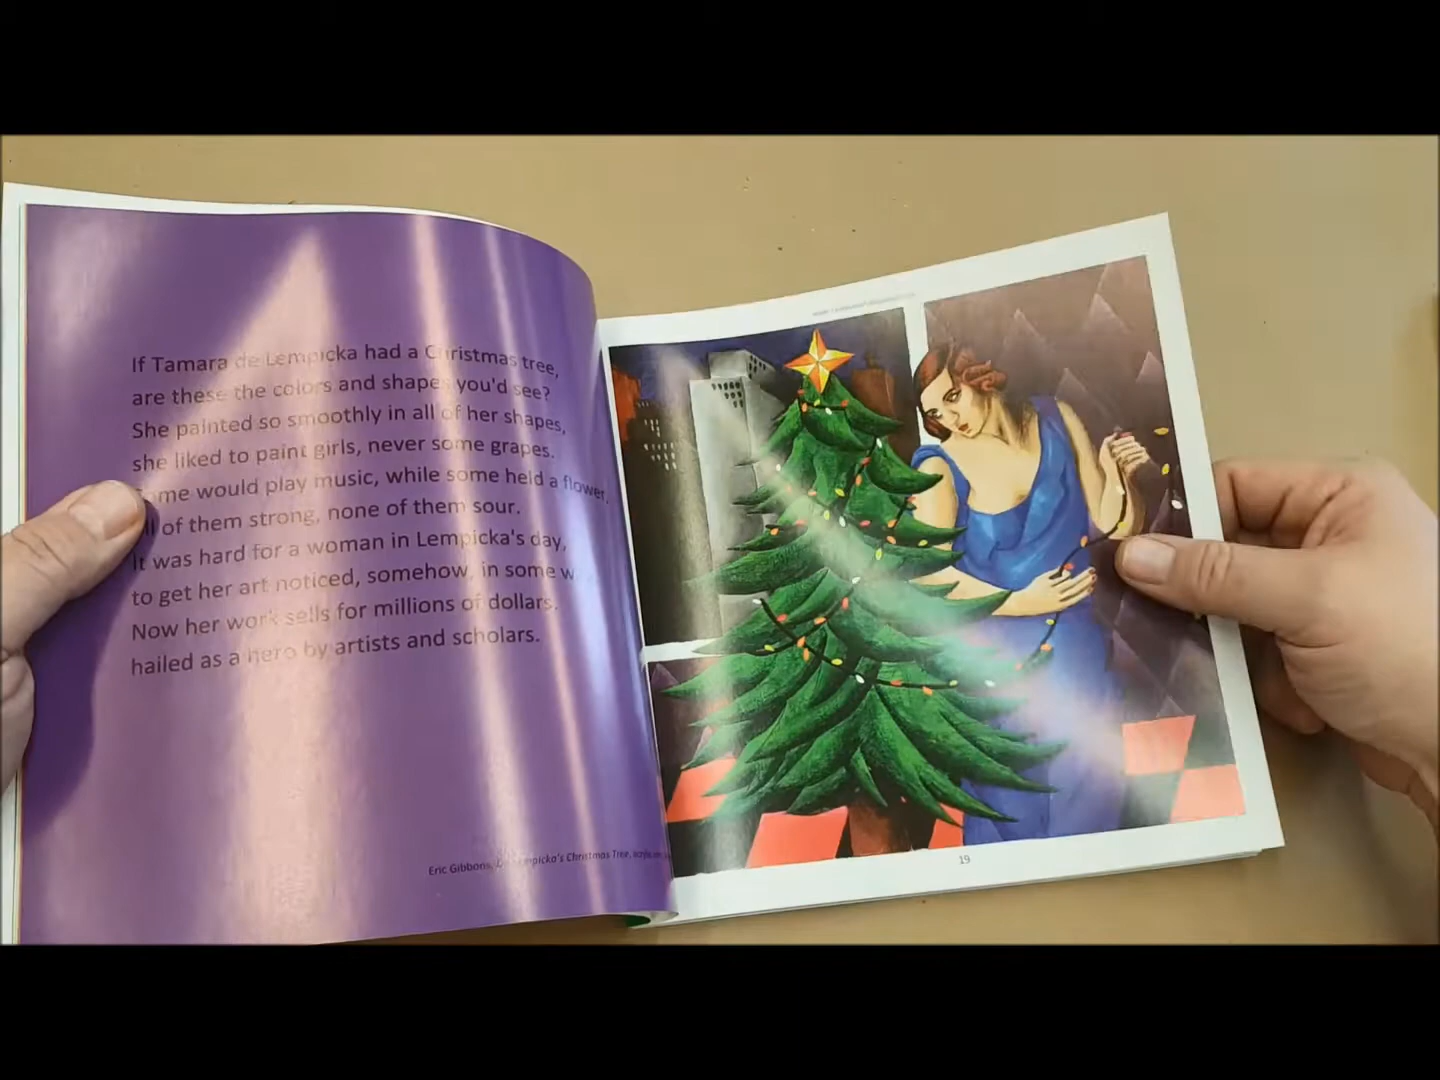 If Tamara de Lempicka had a Christmas tree,
are these the colors and shapes you'd see?
She painted so smoothly in all of her shapes,
she liked to paint girls, never some grapes.
ome would play music, while some held a flower,
ll of them strong, none of them sour.
It was hard for a woman in Lempicka's day,
to get her art noticed, somehow, in some w
Now her work sells for millions of dollars,
hailed as a hero by artists and scholars.
Eric Gibbons, Lempicka's Christmas Tree,
19